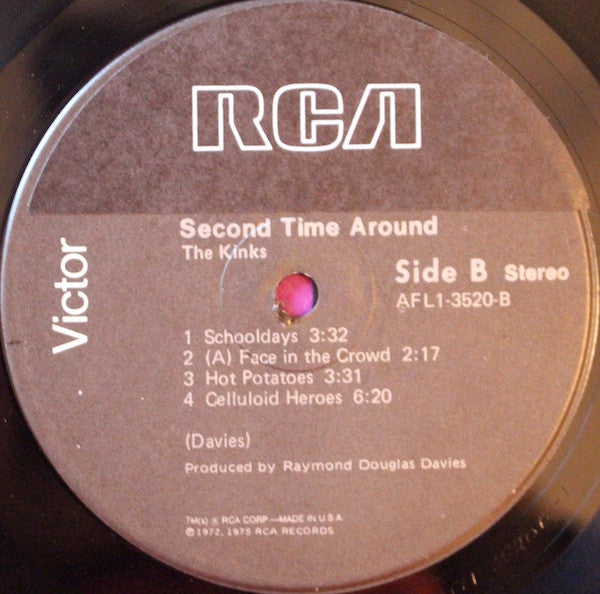 RCA
Victor
Second Time Around
The Kinks
Side B Stereo
AFL1-3520-B
1 Schooldays 3:32
2 (A) Face in the Crowd 2:17
3 Hot Potatoes 3:31
4 Celluloid Heroes 6:20
(Davies)
Produced by Raymond Douglas Davies
TM(s) ® RCA CORP.—MADE IN U.S.A.
℗ 1972, 1975 RCA RECORDS